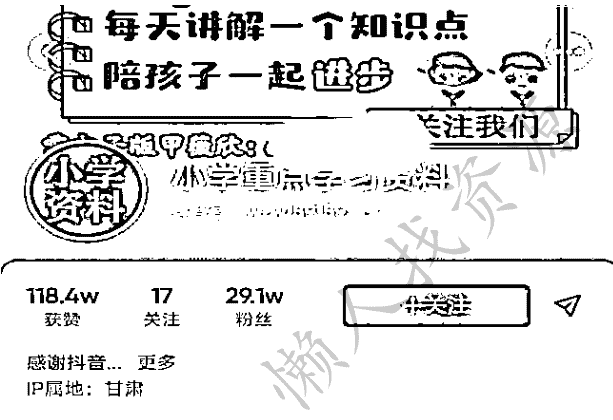 每天讲解一个知识点
陪孩子一起进步
关注我们
小学
资料
小学重点学习资料
118.4w 17 29.1w +关注
获赞 关注 粉丝
感谢抖音... 更多
IP属地：甘肃
懒人找资源